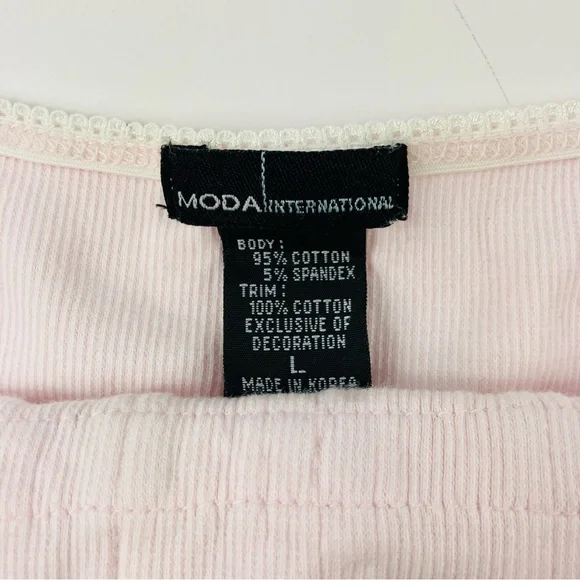 MODA INTERNATIONAL
BODY:
95% COTTON
5% SPANDEX
TRIM:
100% COTTON
EXCLUSIVE OF
DECORATION
L
MADE IN KOREA